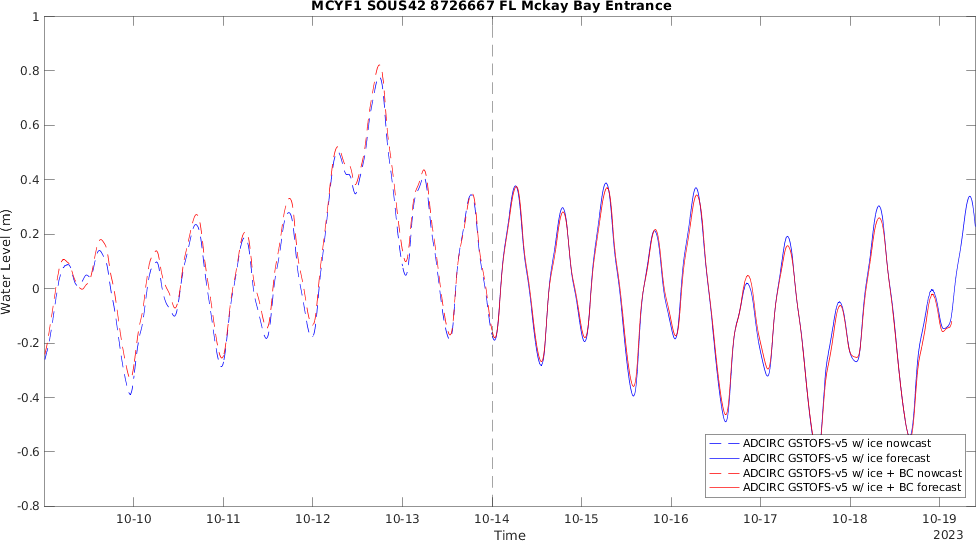 MCYF1 SOUS42 8726667 FL Mckay Bay Entrance
1
0.8
0.6
0.4
0.2
0
-0.2
-0.4
-0.6
-0.8
Water Level (m)
ADCIRC GSTOFS-v5 w/ ice nowcast
ADCIRC GSTOFS-v5 w/ ice forecast
ADCIRC GSTOFS-v5 w/ ice + BC nowcast
ADCIRC GSTOFS-v5 w/ ice + BC forecast
10-10 10-11 10-12 10-13 10-14 10-15 10-16 10-17 10-18 10-19
Time
2023